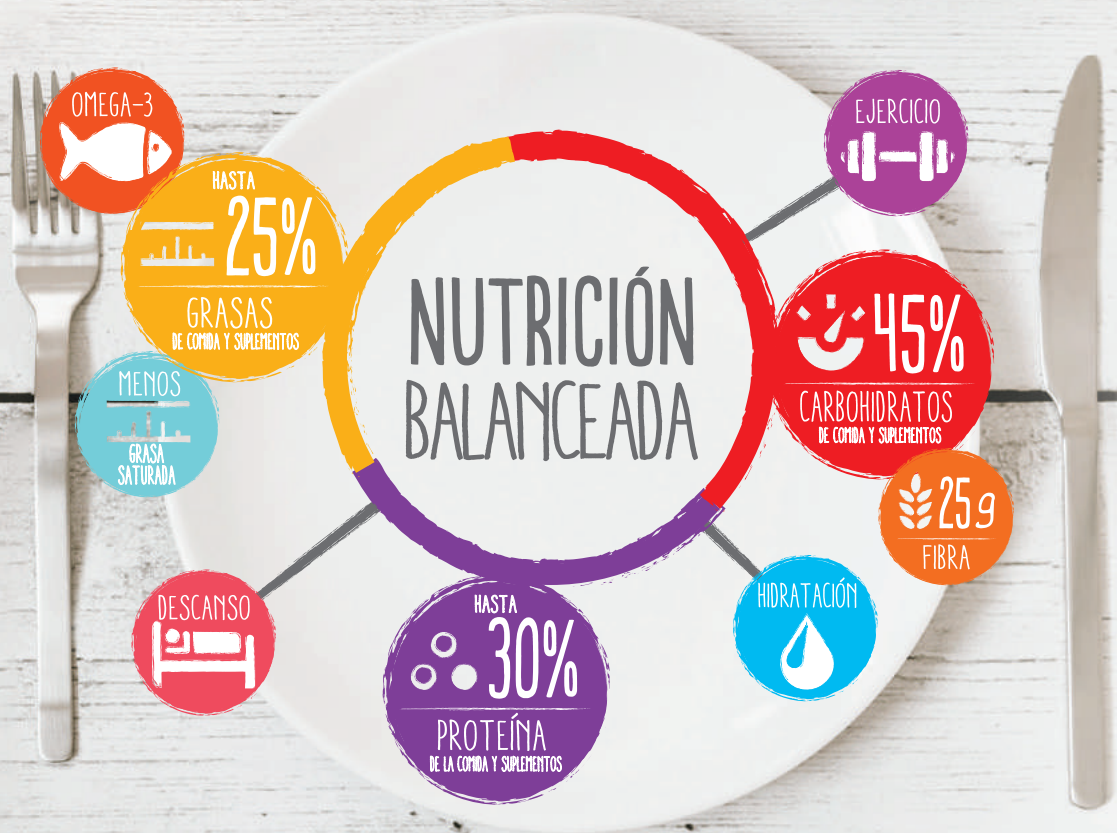 NUTRICIÓN
BALANCEADA
OMEGA-3
HASTA
25%
GRASAS
DE COMIDA Y SUPLEMENTOS
MENOS
GRASA
SATURADA
DESCANSO
HASTA
30%
PROTEÍNA
DE LA COMIDA Y SUPLEMENTOS
HIDRATACIÓN
25g
FIBRA
45%
CARBOHIDRATOS
DE COMIDA Y SUPLEMENTOS
EJERCICIO